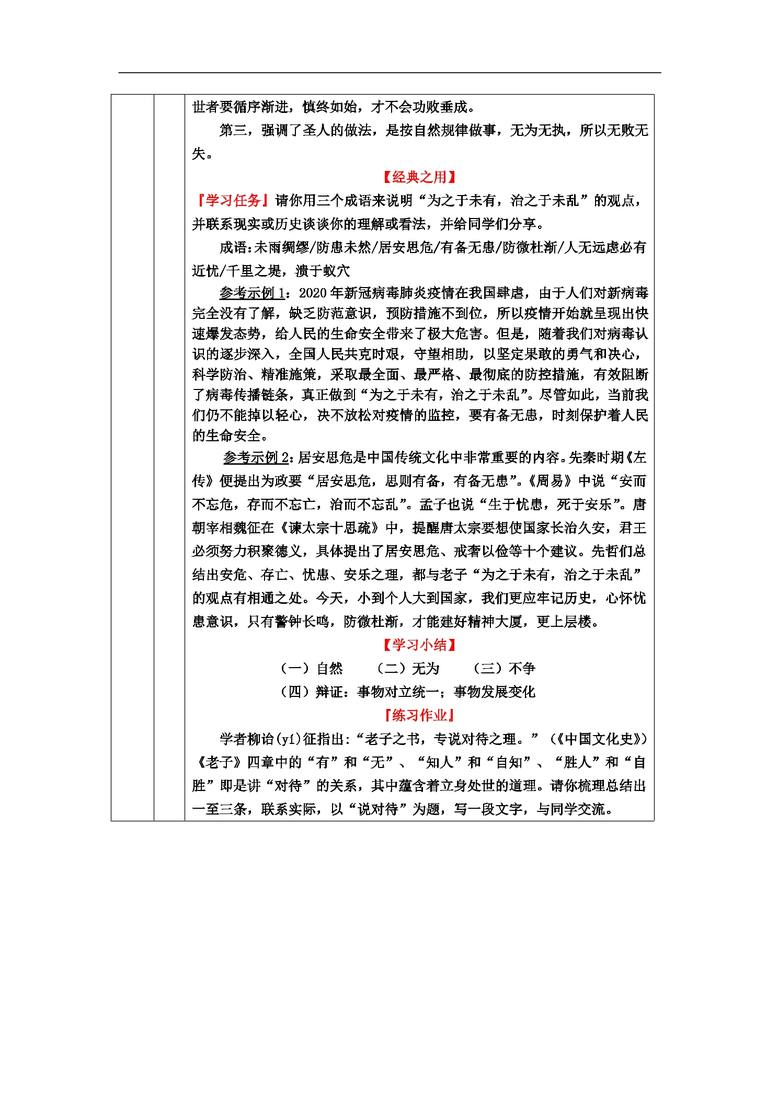 世者要循序渐进，慎终如始，才不会功败垂成。
第三，强调了圣人的做法，是按自然规律做事，无为无执，所以无败无
失。
【经典之用】
『学习任务』请你用三个成语来说明“为之于未有，治之于未乱”的观点，
并联系现实或历史谈谈你的理解或看法，并给同学们分享。
成语:未雨绸缪/防患未然/居安思危/有备无患/防微杜渐/人无远虑必有
近忧/千里之堤，溃于蚁穴
参考示例1：2020年新冠病毒肺炎疫情在我国肆虐，由于人们对新病毒
完全没有了解，缺乏防范意识，预防措施不到位，所以疫情开始就呈现出快
速爆发态势，给人民的生命安全带来了极大危害。但是，随着我们对病毒认
识的逐步深入，全国人民共克时艰，守望相助，以坚定果敢的勇气和决心，
科学防治、精准施策，采取最全面、最严格、最彻底的防控措施，有效阻断
了病毒传播链条，真正做到“为之于未有，治之于未乱”。尽管如此，当前我
们仍不能掉以轻心，决不放松对疫情的监控，要有备无患，时刻保护着人民
的生命安全。
参考示例2:居安思危是中国传统文化中非常重要的内容。先秦时期《左
传》便提出为政要“居安思危，思则有备，有备无患”。《周易》中说“安而
不忘危，存而不忘亡，治而不忘乱”。孟子也说“生于忧患，死于安乐”。唐
朝宰相魏征在《谏太宗十思疏》中，提醒唐太宗要想使国家长治久安，君王
必须努力积聚德义，具体提出了居安思危、戒奢以俭等十个建议。先哲们总
结出安危、存亡、忧患、安乐之理，都与老子“为之于未有，治之于未乱”
的观点有相通之处。今天，小到个人大到国家，我们更应牢记历史，心怀忧
患意识，只有警钟长鸣，防微杜渐，才能建好精神大厦，更上层楼。
【学习小结】
（一）自然 （二）无为 （三）不争
（四）辩证：事物对立统一；事物发展变化
『练习作业』
学者柳诒(yí)征指出:“老子之书，专说对待之理。”（《中国文化史》）
《老子》四章中的“有”和“无”、“知人”和“自知”、“胜人”和“自
胜”即是讲“对待”的关系，其中蕴含着立身处世的道理。请你梳理总结出
一至三条，联系实际，以“说对待”为题，写一段文字，与同学交流。